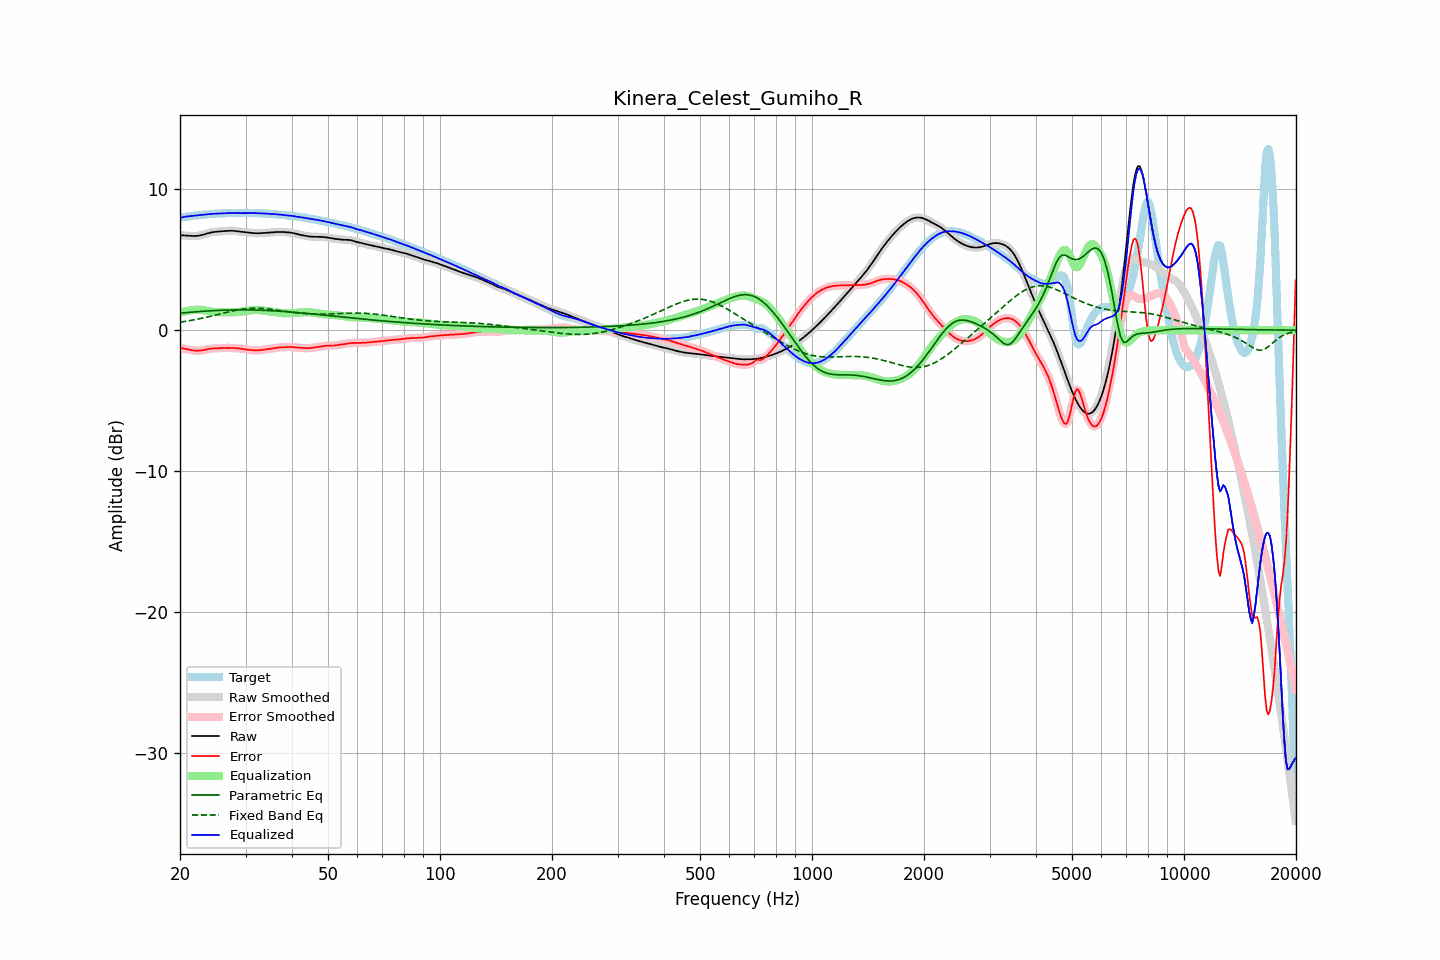 Kinera_Celest_Gumiho_R
Amplitude (dBr)
10
0
−10
−20
−30
Target
Raw Smoothed
Error Smoothed
Raw
Error
Equalization
Parametric Eq
Fixed Band Eq
Equalized
20 50 100 200 500 1000 2000 5000 10000 20000
Frequency (Hz)